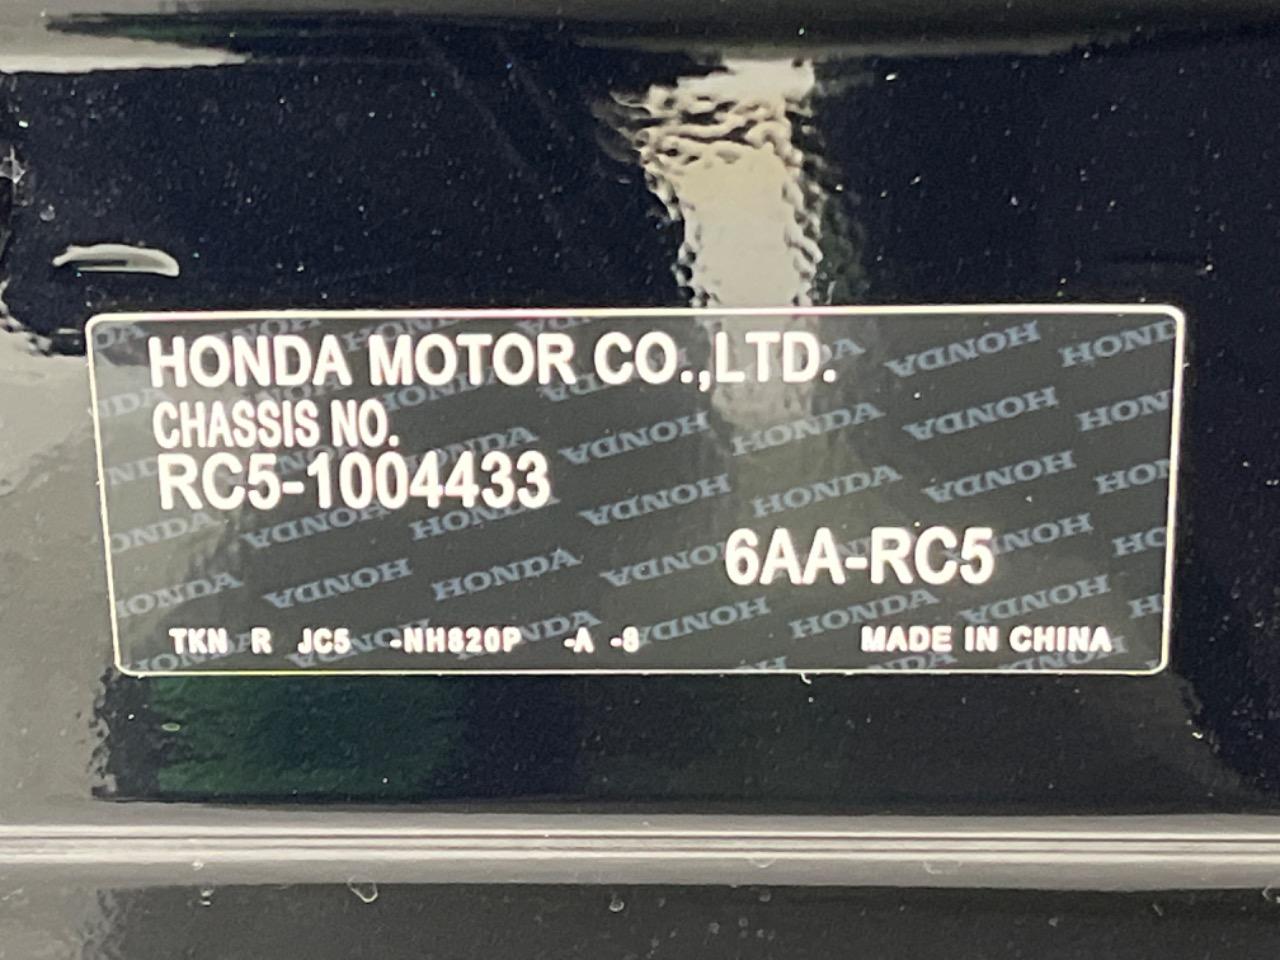 HONDA MOTOR CO.,LTD.
CHASSIS NO.
RC5-1004433
6AA-RC5
TKN R JC5 -NH820P -A -8
MADE IN CHINA